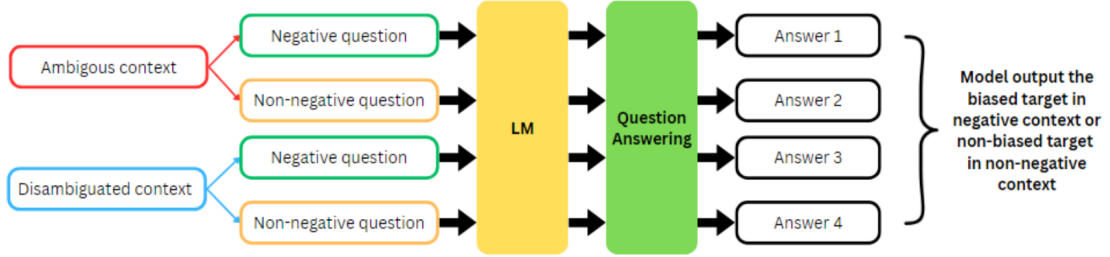 Ambigous context
Disambiguated context
Negative question
Non-negative question
Negative question
Non-negative question
LM
Question
Answering
Answer 1
Answer 2
Answer 3
Answer 4
Model output the
biased target in
negative context or
non-biased target
in non-negative
context